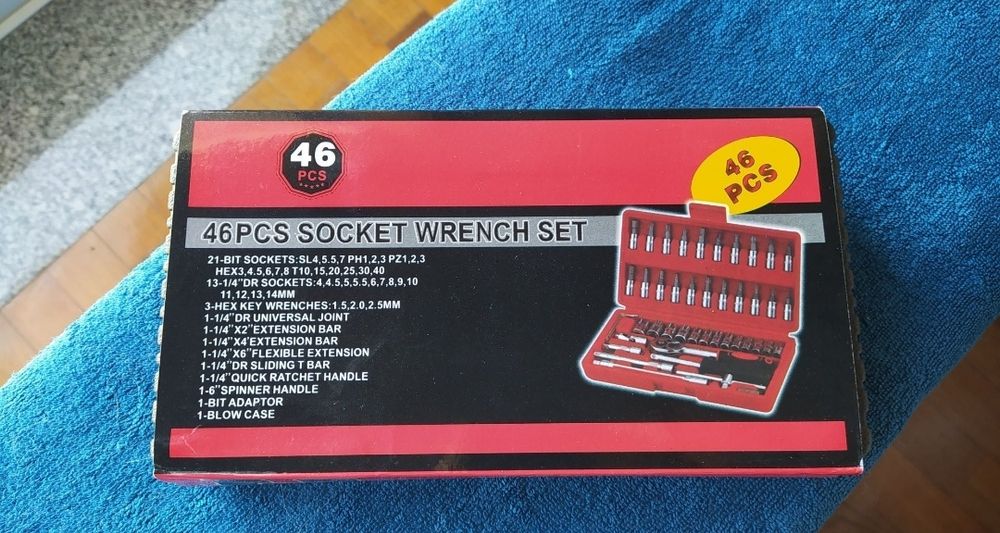 46
PCS
46
PCS
46PCS SOCKET WRENCH SET
21-BIT SOCKETS:SL4,5.5,7 PH1,2,3 PZ1,2,3
HEX3,4,5,6,7,8 T10,15,20,25,30,40
13-1/4"DR SOCKETS:4,4.5,5,5.5,6,7,8,9,10
11,12,13,14MM
3-HEX KEY WRENCHES:1.5,2.0,2.5MM
1-1/4"DR UNIVERSAL JOINT
1-1/4"X2"EXTENSION BAR
1-1/4"X4"EXTENSION BAR
1-1/4"X6"FLEXIBLE EXTENSION
1-1/4"DR SLIDING T BAR
1-1/4"QUICK RATCHET HANDLE
1-6"SPINNER HANDLE
1-BIT ADAPTOR
1-BLOW CASE